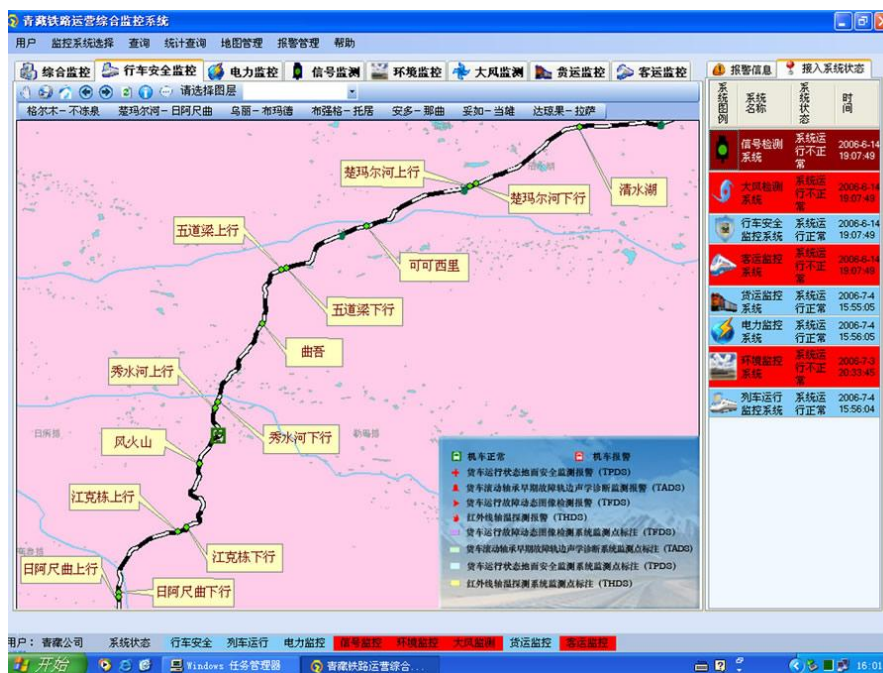 青藏铁路运营综合监控系统
用户 监控系统选择 查询 统计查询 地图管理 报警管理 帮助
综合监控 行车安全监控 电力监控 信号监测 环境监控 大风监测 货运监控 客运监控
报警信息 接入系统状态
请选择图层
格尔木-不冻泉 楚玛尔河-日阿尺曲 乌丽-布玛德 布强格-托居 安多-那曲 妥如-当雄 达琼果-拉萨
系统图例 系统名称 系统状态 时间
信号检测系统 系统运行不正常 2006-6-14 19:07:49
大风检测系统 系统运行不正常 2006-6-14 19:07:49
行车安全监控系统 系统运行正常 2006-6-14 19:07:49
客运监控系统 系统运行不正常 2006-6-14 19:07:49
货运监控系统 系统运行正常 2006-7-4 15:55:05
电力监控系统 系统运行正常 2006-7-4 15:56:05
环境监控系统 系统运行不正常 2006-7-3 20:33:45
列车运行监控系统 系统运行正常 2006-7-4 15:56:04
楚玛尔河上行
楚玛尔河下行
清水湖
五道梁上行
可可西里
五道梁下行
曲吾
秀水河上行
秀水河下行
风火山
江克栋上行
江克栋下行
日阿尺曲上行
日阿尺曲下行
机车正常 机车报警
货车运行状态地面安全监测报警（TPDS）
货车滚动轴承早期故障轨边声学诊断监测报警（TADS）
货车运行故障动态图像检测报警（TFDS）
红外线轴温探测报警（THDS）
货车运行故障动态图像检测系统监测点标注（TFDS）
货车滚动轴承早期故障轨边声学诊断系统监测点标注（TADS）
货车运行状态地面安全监测系统监测点标注（TPDS）
红外线轴温探测系统监测点标注（THDS）
用户： 青藏公司 系统状态 行车安全 列车运行 电力监控 信号监控 环境监控 大风监测 货运监控 客运监控
开始 Windows 任务管理器 青藏铁路运营综合... 16:01